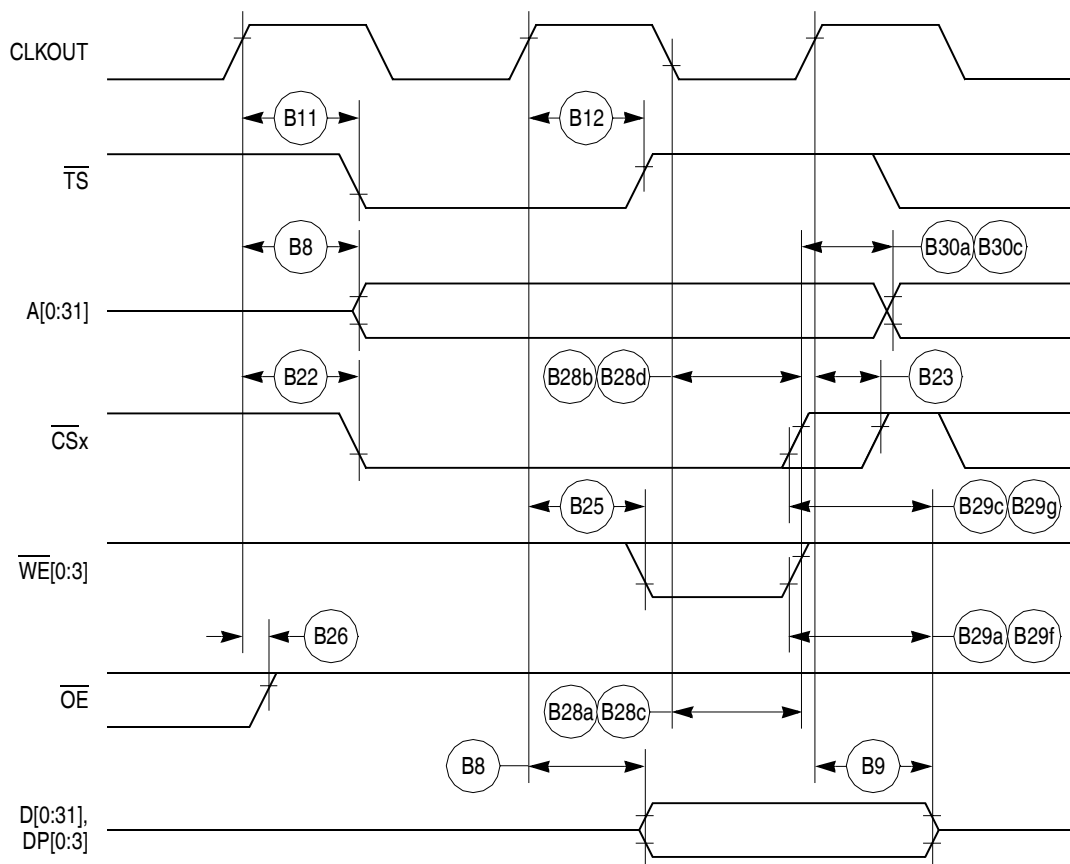 CLKOUT
B11
B12
TS
B8
B30a B30c
A[0:31]
B22
B28b B28d
B23
CSx
B25
B29c B29g
WE[0:3]
B26
B29a B29f
OE
B28a B28c
B8
B9
D[0:31],
DP[0:3]